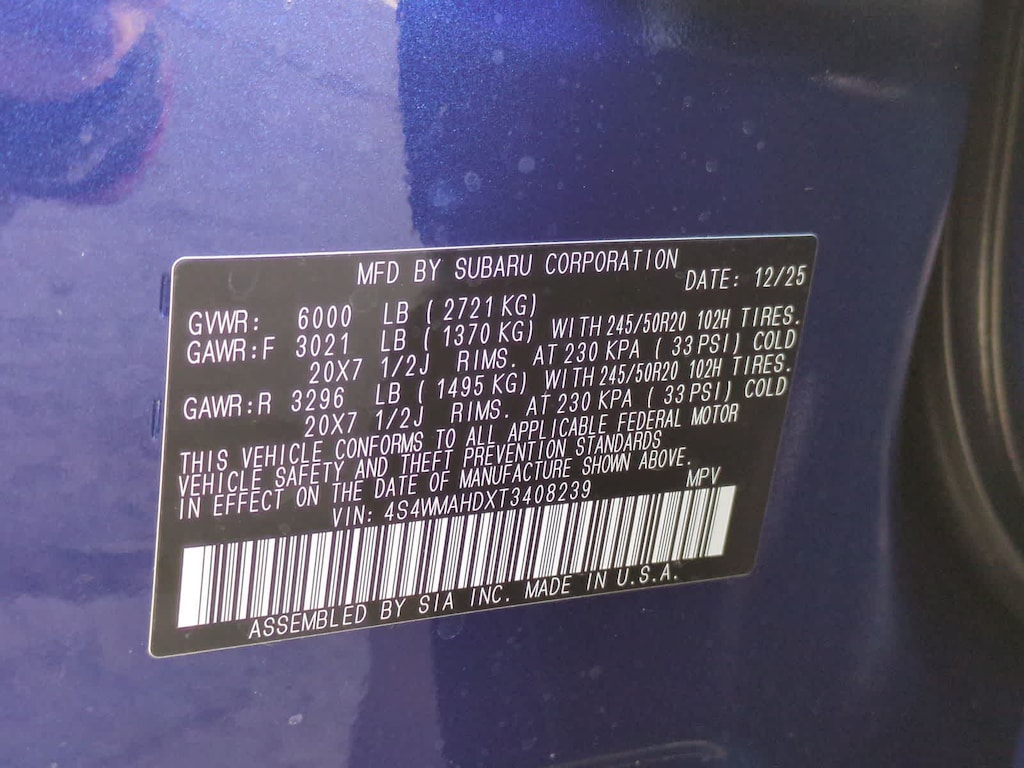 MFD BY SUBARU CORPORATION
DATE: 12/25
GVWR: 6000 LB (2721 KG)
GAWR:F 3021 LB (1370 KG) WITH 245/50R20 102H TIRES.
20X7 1/2J RIMS. AT 230 KPA (33 PSI) COLD
GAWR:R 3296 LB (1495 KG) WITH 245/50R20 102H TIRES.
20X7 1/2J RIMS. AT 230 KPA (33 PSI) COLD
THIS VEHICLE CONFORMS TO ALL APPLICABLE FEDERAL MOTOR
VEHICLE SAFETY AND THEFT PREVENTION STANDARDS
IN EFFECT ON THE DATE OF MANUFACTURE SHOWN ABOVE.
VIN: 4S4WMAHDXT3408239 MPV
ASSEMBLED BY SIA INC. MADE IN U.S.A.